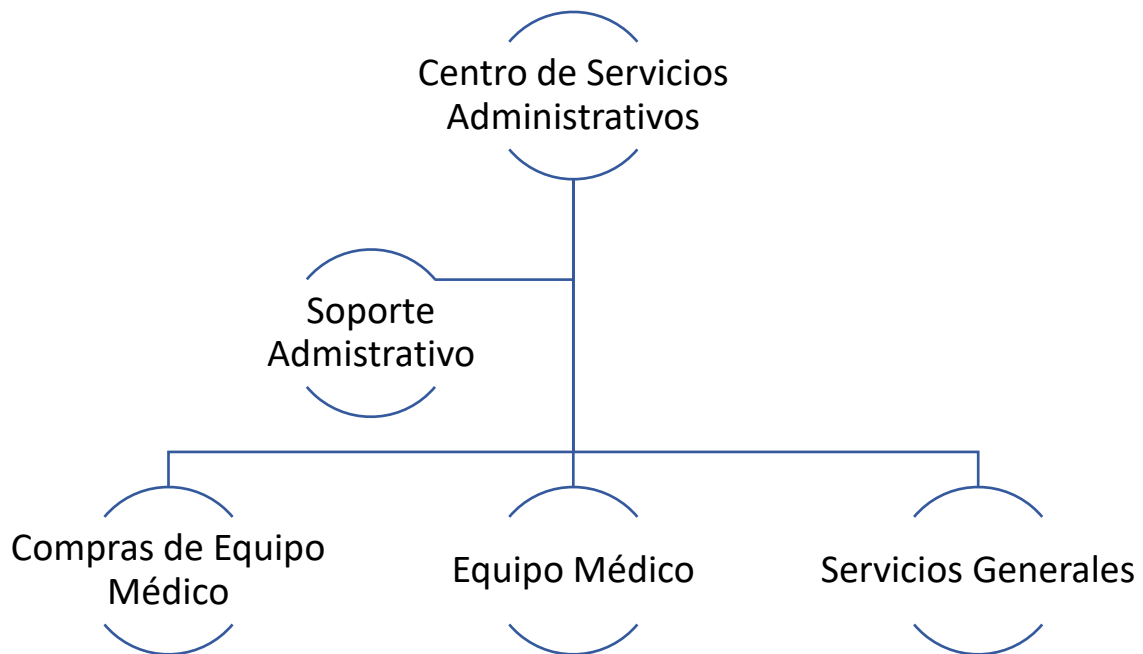 Centro de Servicios
Administrativos
Soporte
Admistrativo
Compras de Equipo
Médico
Equipo Médico
Servicios Generales